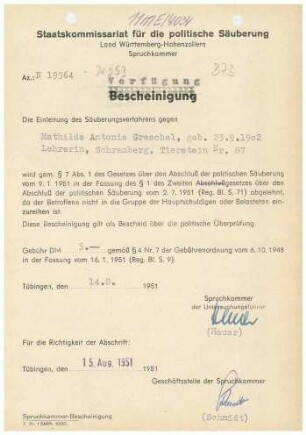 11 ME/4034
Staatskommissariat für die politische Säuberung
Land Württemberg-Hohenzollern
Spruchkammer
Az.: II 19564 -
Verfügung
Bescheinigung
Die Einleitung des Säuberungsverfahrens gegen
Mathilde Antonie Greschel, geb. 23.9.1902
Lehrerin, Schramberg, Tierstein Nr. 87
wird gem. § 7 Abs. 1 des Gesetzes über den Abschluß der politischen Säuberung
vom 9. 1. 1951 in der Fassung des § 1 des Zweiten Abschlußgesetzes über den
Abschluß der politischen Säuberung vom 2. 7. 1951 (Reg. Bl. S. 71) abgelehnt,
da der Betroffene nicht in die Gruppe der Hauptschuldigen oder Belasteten einzureihen ist.
Diese Bescheinigung gilt als Bescheid über die politische Überprüfung.
Gebühr DM 5.-- gemäß § 4 Nr. 7 der Gebührenordnung vom 6. 10. 1948
in der Fassung vom 16. 1. 1951 (Reg. Bl. S. 9).
Tübingen, den 14.8. 1951
Spruchkammer
der Untersuchungsführer
Für die Richtigkeit der Abschrift:
Tübingen, den 15. Aug. 1951
Geschäftsstelle der Spruchkammer
(Schmidt)
Spruchkammer-Bescheinigung